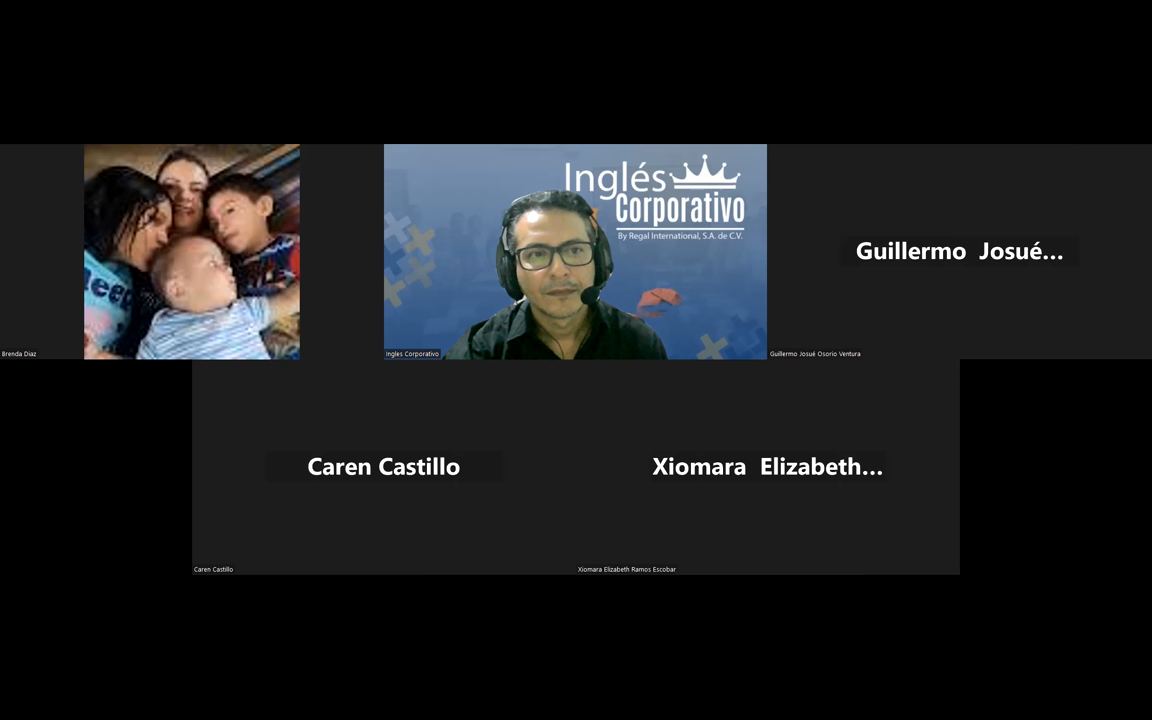 Inglés
Corporativo
By Regal International, S.A. de C.V.
Guillermo Josué...
Brenda Diaz
Ingles Corporativo
Guillermo Josué Osorio Ventura
Caren Castillo
Xiomara Elizabeth...
Caren Castillo
Xiomara Elizabeth Ramos Escobar